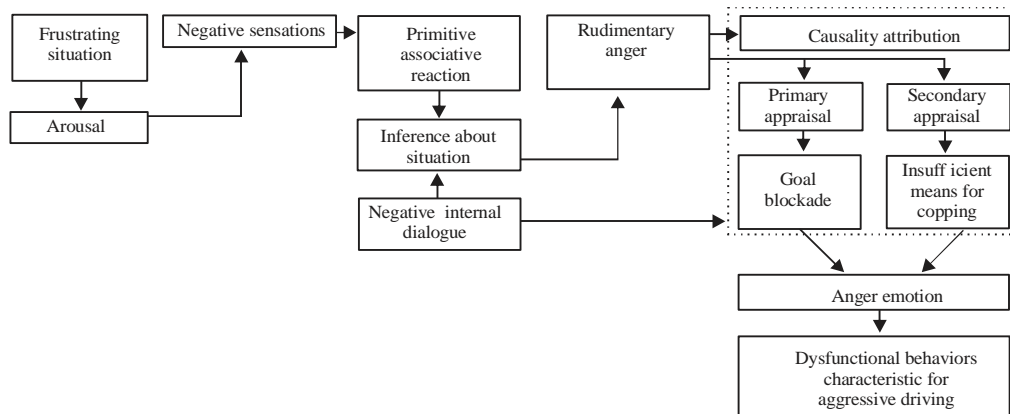 Frustrating
situation
Arousal
Negative sensations
Primitive
associative
reaction
Inference about
situation
Negative internal
dialogue
Rudimentary
anger
Causality attribution
Primary
appraisal
Secondary
appraisal
Goal
blockade
Insuff icient
means for
copping
Anger emotion
Dysfunctional behaviors
characteristic for
aggressive driving